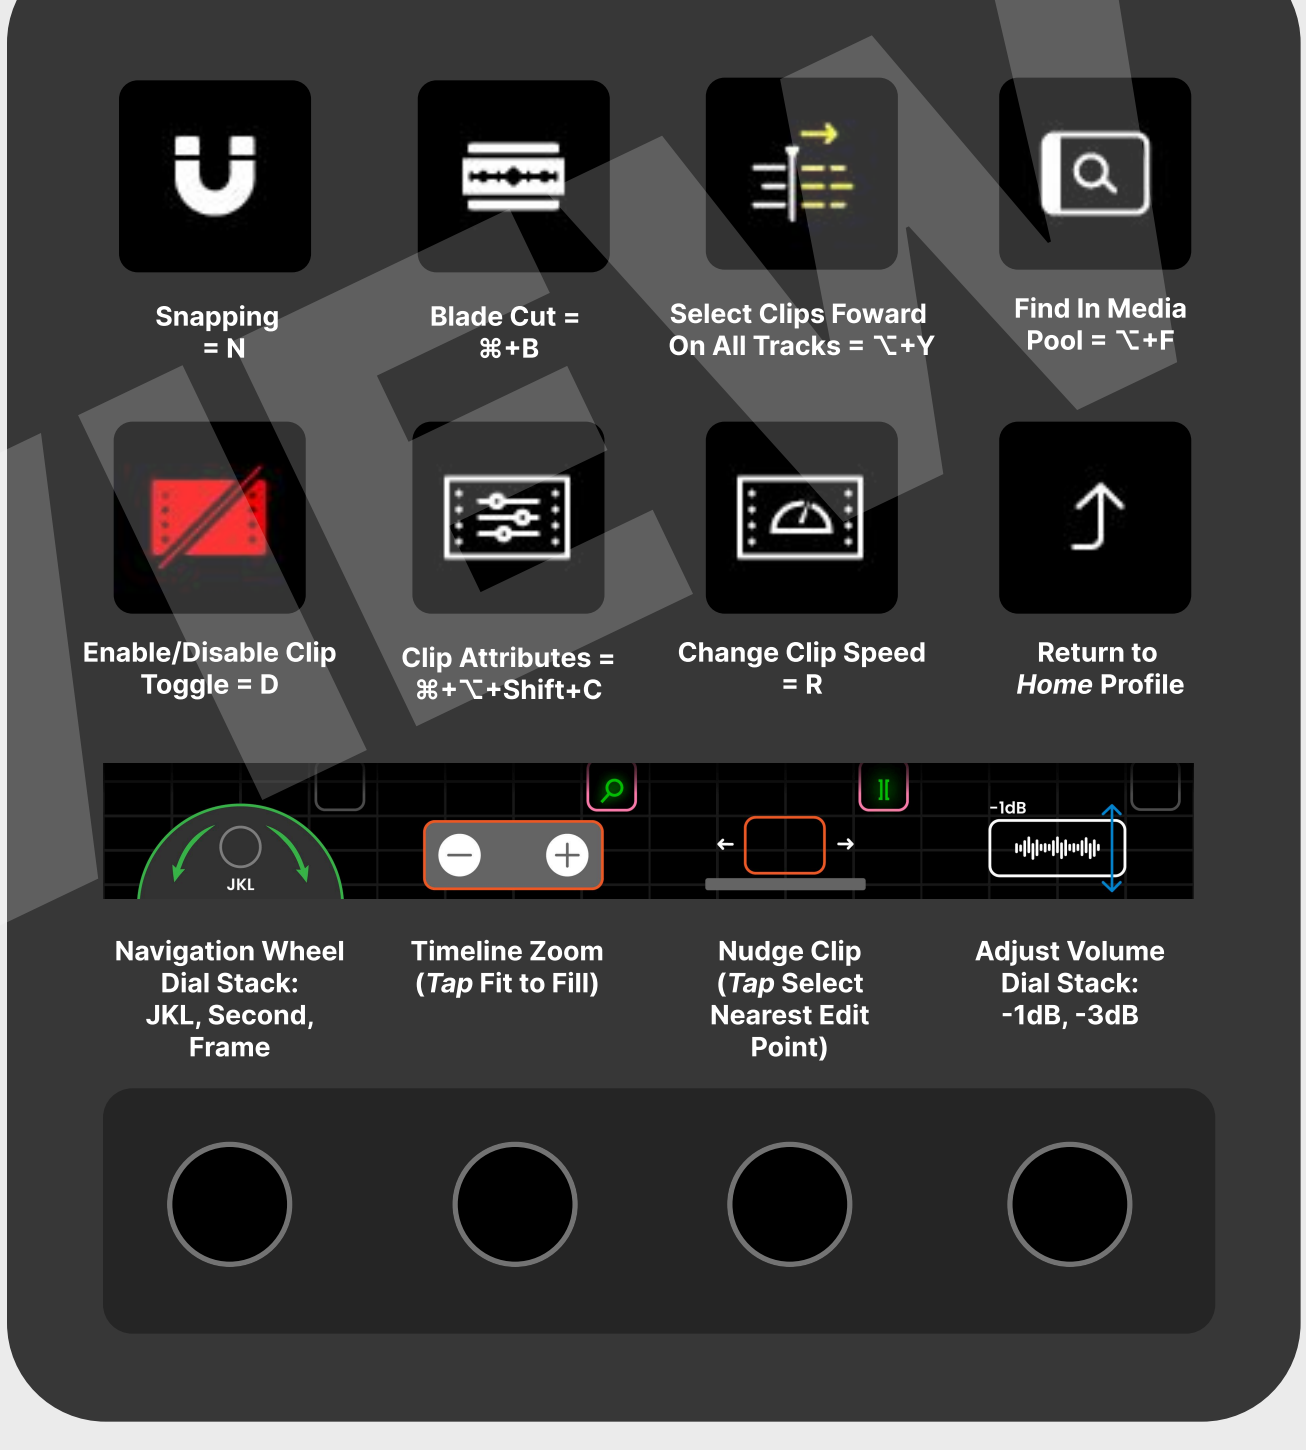 Snapping
= N
Blade Cut =
⌘+B
Select Clips Foward
On All Tracks = ⌥+Y
Find In Media
Pool = ⌥+F
Enable/Disable Clip
Toggle = D
Clip Attributes =
⌘+⌥+Shift+C
Change Clip Speed
= R
Return to
Home Profile
JKL
-1dB
Navigation Wheel
Dial Stack:
JKL, Second,
Frame
Timeline Zoom
(Tap Fit to Fill)
Nudge Clip
(Tap Select
Nearest Edit
Point)
Adjust Volume
Dial Stack:
-1dB, -3dB
IEW